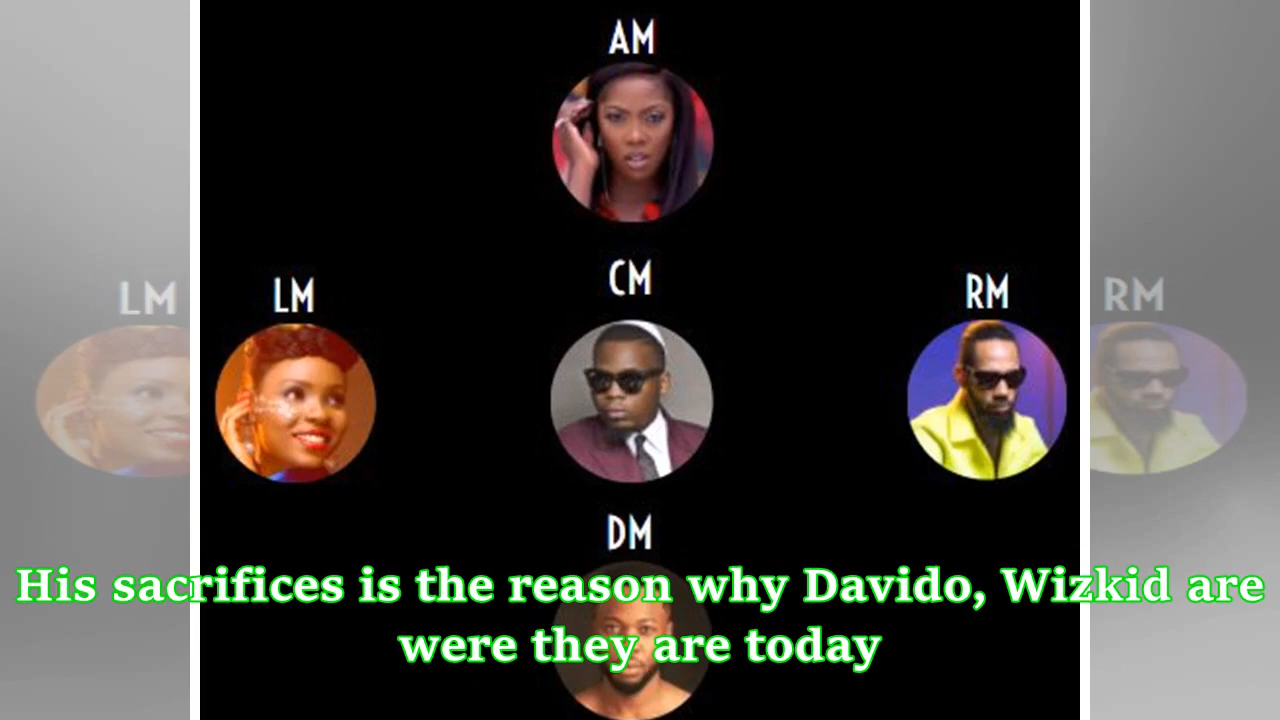 AM
CM
LM
LM
RM
RM
DM
His sacrifices is the reason why Davido, Wizkid are
were they are today